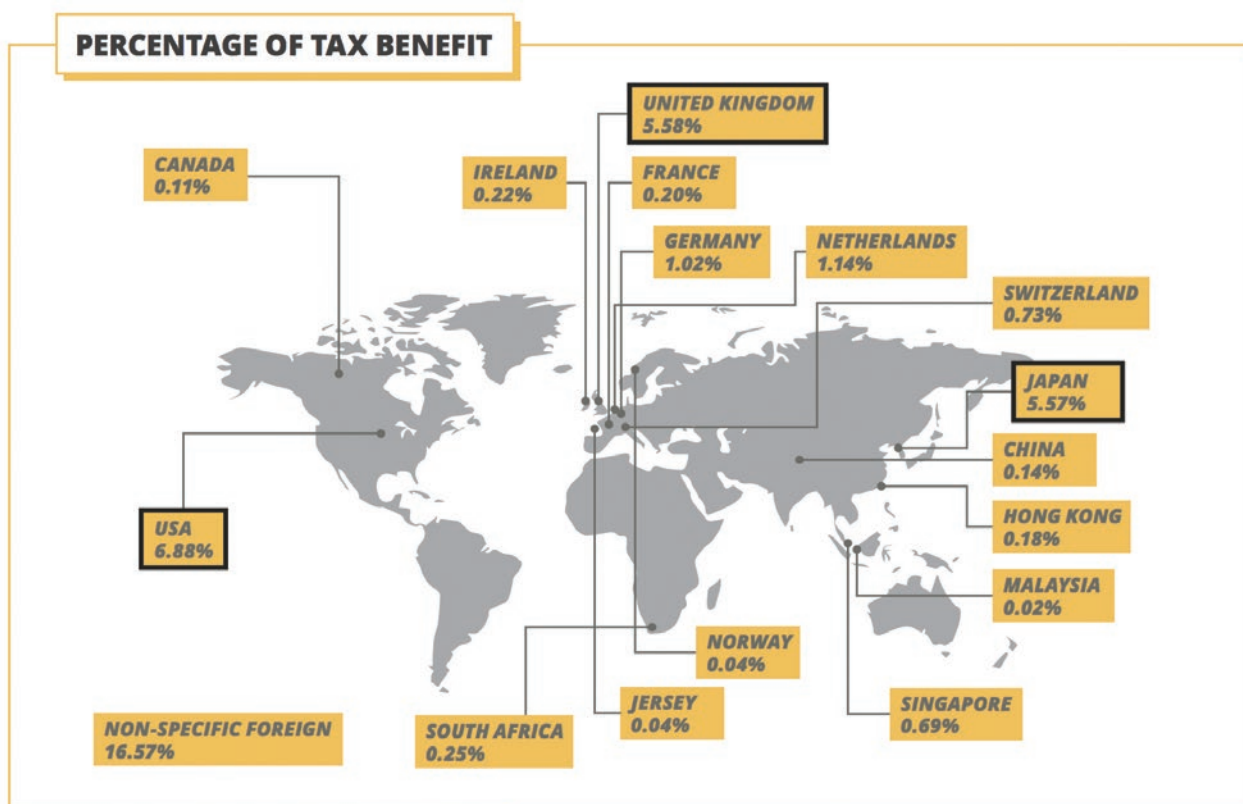 PERCENTAGE OF TAX BENEFIT
UNITED KINGDOM
5.58%
CANADA
0.11%
IRELAND
0.22%
FRANCE
0.20%
GERMANY
1.02%
NETHERLANDS
1.14%
SWITZERLAND
0.73%
JAPAN
5.57%
CHINA
0.14%
USA
6.88%
HONG KONG
0.18%
MALAYSIA
0.02%
NORWAY
0.04%
JERSEY
0.04%
SINGAPORE
0.69%
NON-SPECIFIC FOREIGN
16.57%
SOUTH AFRICA
0.25%